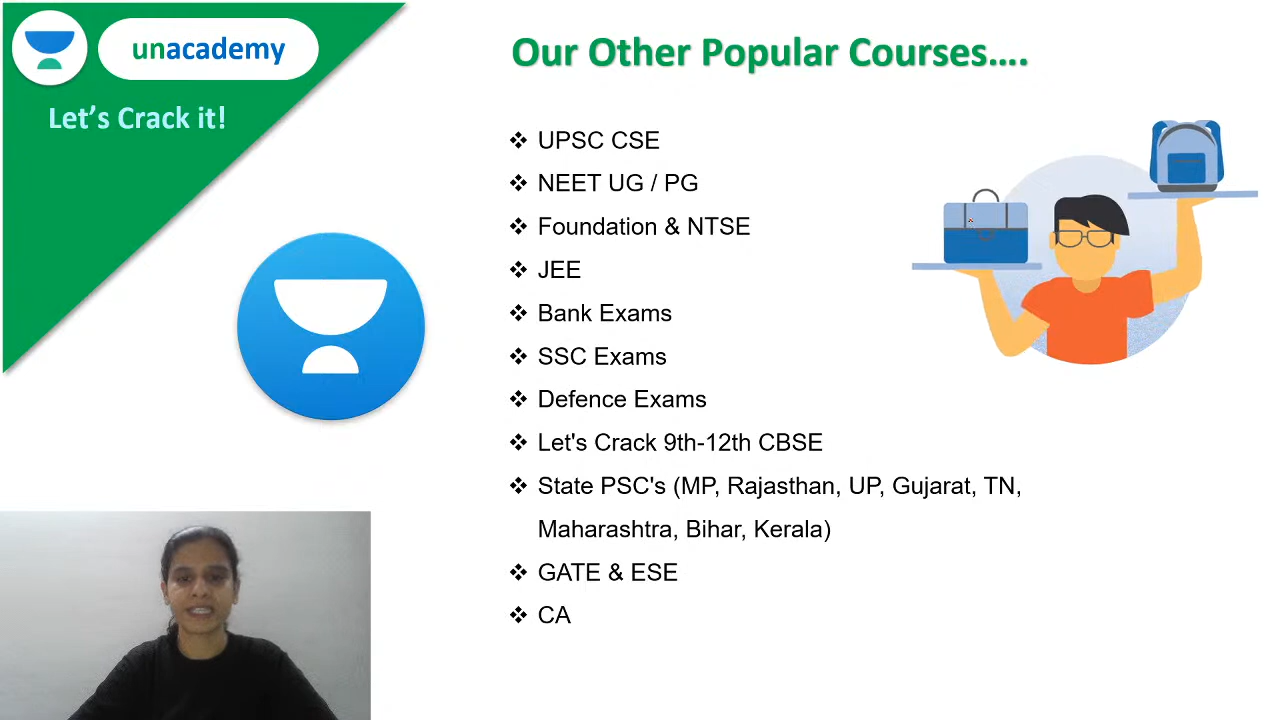 unacademy
Let’s Crack it!
Our Other Popular Courses….
❖ UPSC CSE
❖ NEET UG / PG
❖ Foundation & NTSE
❖ JEE
❖ Bank Exams
❖ SSC Exams
❖ Defence Exams
❖ Let's Crack 9th-12th CBSE
❖ State PSC's (MP, Rajasthan, UP, Gujarat, TN,
Maharashtra, Bihar, Kerala)
❖ GATE & ESE
❖ CA